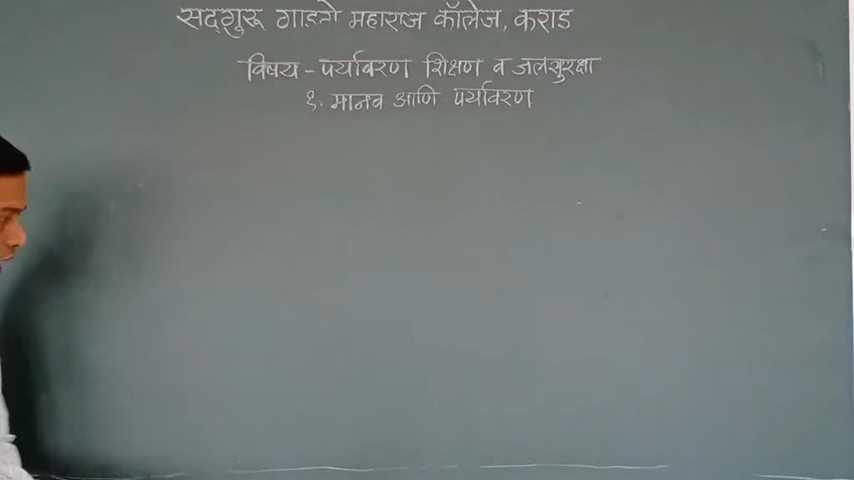 सद्गुरू गाडगे महाराज कॉलेज, कराड
विषय - पर्यावरण शिक्षण व जलसुरक्षा
१. मानव आणि पर्यावरण